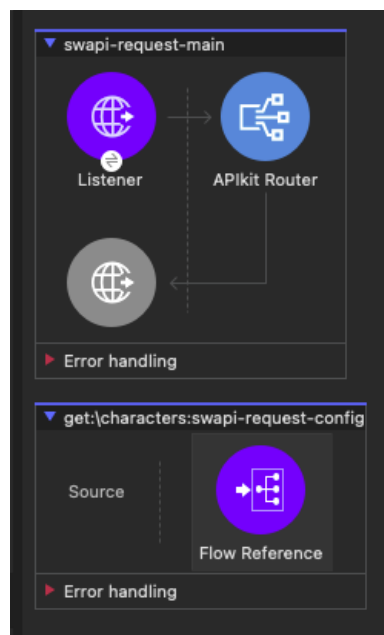 swapi-request-main
Listener
APIkit Router
Error handling
get:\characters:swapi-request-config
Source
Flow Reference
Error handling